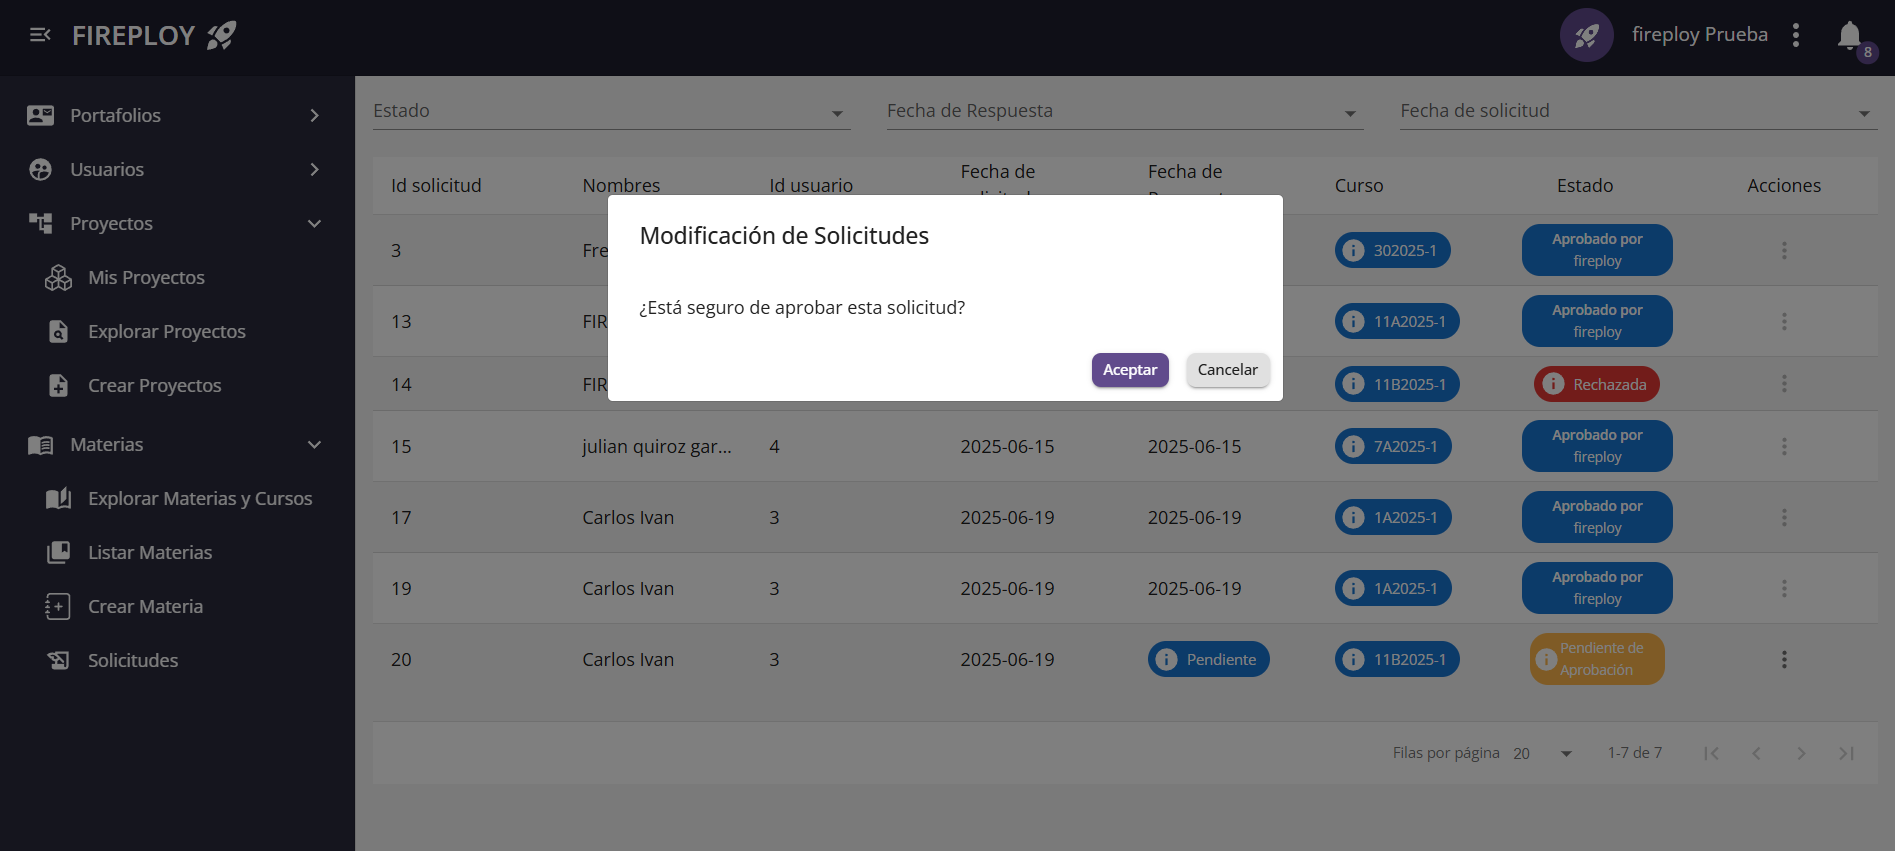 FIREPLOY
fireploy Prueba
8
Portafolios
Usuarios
Proyectos
Mis Proyectos
Explorar Proyectos
Crear Proyectos
Materias
Explorar Materias y Cursos
Listar Materias
Crear Materia
Solicitudes
Estado
Fecha de Respuesta
Fecha de solicitud
Id solicitud
Nombres
Id usuario
Fecha de
Fecha de
Curso
Estado
Acciones
Modificación de Solicitudes
¿Está seguro de aprobar esta solicitud?
Aceptar
Cancelar
3
Fre
302025-1
Aprobado por
fireploy
13
FIR
11A2025-1
Aprobado por
fireploy
14
FIR
11B2025-1
Rechazada
15
julian quiroz gar...
4
2025-06-15
2025-06-15
7A2025-1
Aprobado por
fireploy
17
Carlos Ivan
3
2025-06-19
2025-06-19
1A2025-1
Aprobado por
fireploy
19
Carlos Ivan
3
2025-06-19
2025-06-19
1A2025-1
Aprobado por
fireploy
20
Carlos Ivan
3
2025-06-19
Pendiente
11B2025-1
Pendiente de
Aprobación
Filas por página 20
1-7 de 7